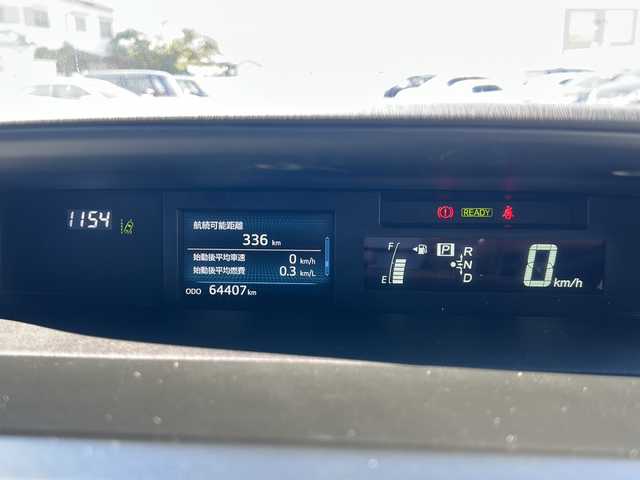 1154
航続可能距離
336 km
始動後平均車速 0 km/h
始動後平均燃費 0.3 km/L
ODO 64407 km
READY
F
E
P
R
N
D
0 km/h